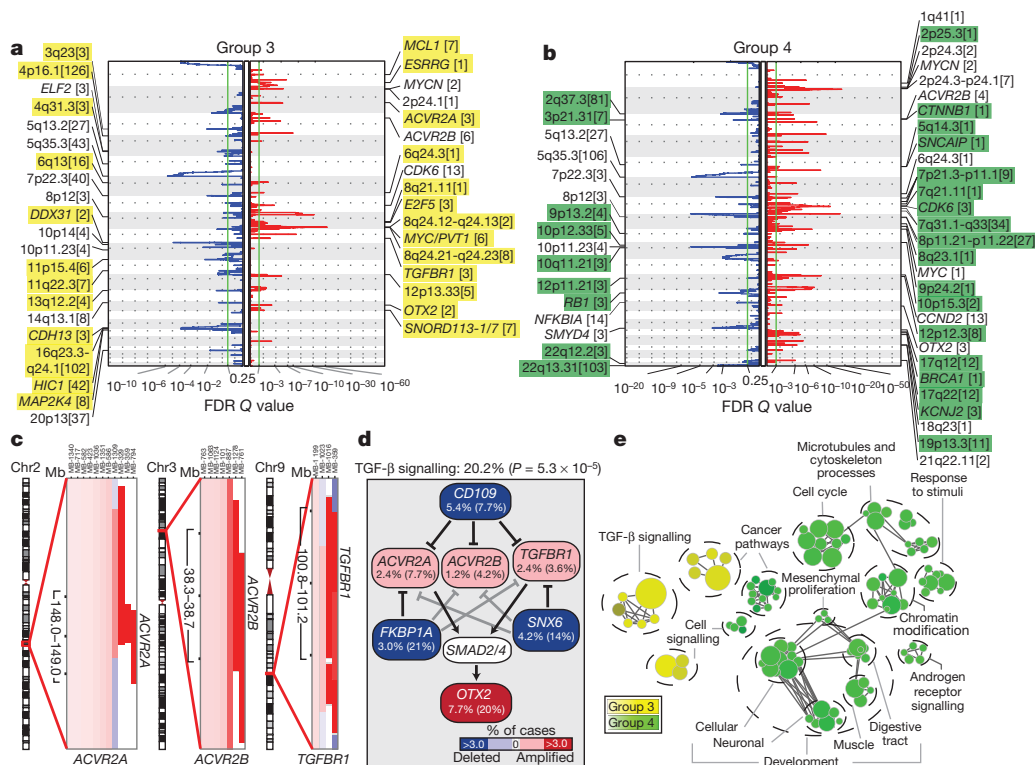 a
Group 3
3q23[3]
4p16.1[126]
ELF2 [3]
4q31.3[3]
5q13.2[27]
5q35.3[43]
6q13[16]
7p22.3[40]
8p12[3]
DDX31 [2]
10p14[4]
10p11.23[4]
11p15.4[6]
11q22.3[7]
13q12.2[4]
14q13.1[8]
CDH13 [3]
16q23.3-
q24.1[102]
HIC1 [42]
MAP2K4 [8]
20p13[37]
MCL1 [7]
ESRRG [1]
MYCN [2]
2p24.1[1]
ACVR2A [3]
ACVR2B [6]
6q24.3[1]
CDK6 [13]
8q21.11[1]
E2F5 [3]
8q24.12-q24.13[2]
MYC/PVT1 [6]
8q24.21-q24.23[8]
TGFBR1 [3]
12p13.33[5]
OTX2 [2]
SNORD113-1/7 [7]
10–10 10–6 10–4 10–2 0.25 10–3 10–7 10–10 10–30 10–60
FDR Q value
b
Group 4
2q37.3[81]
3p21.31[7]
5q13.2[27]
5q35.3[106]
7p22.3[3]
8p12[3]
9p13.2[4]
10p12.33[5]
10p11.23[4]
10q11.21[3]
12p11.21[3]
RB1 [3]
NFKBIA [14]
SMYD4 [3]
22q12.2[3]
22q13.31[103]
1q41[1]
2p25.3[1]
2p24.3[2]
MYCN [2]
2p24.3-p24.1[7]
ACVR2B [4]
CTNNB1 [1]
5q14.3[1]
SNCAIP [1]
6q24.3[1]
7p21.3-p11.1[9]
7q21.11[1]
CDK6 [3]
7q31.1-q33[34]
8p11.21-p11.22[27]
8q23.1[1]
MYC [1]
9p24.2[1]
10p15.3[2]
CCND2 [13]
12p12.3[8]
OTX2 [3]
17q12[12]
BRCA1 [1]
17q22[12]
KCNJ2 [3]
18q23[1]
19p13.3[11]
21q22.11[2]
10–20 10–10 10–5 10–3 0.25 10–3 10–6 10–10 10–20 10–50
FDR Q value
c
Chr2
Mb
148.0–149.0
ACVR2A
ACVR2A
Chr3
Mb
38.3–38.7
ACVR2B
ACVR2B
Chr9
Mb
100.8–101.2
TGFBR1
TGFBR1
d
TGF-β signalling: 20.2% (P = 5.3 × 10–5)
CD109
5.4% (7.7%)
ACVR2A
2.4% (7.7%)
ACVR2B
1.2% (4.2%)
TGFBR1
2.4% (3.6%)
FKBP1A
3.0% (21%)
SNX6
4.2% (14%)
SMAD2/4
OTX2
7.7% (20%)
% of cases
>3.0 0 >3.0
Deleted Amplified
e
Microtubules and
cytoskeleton
processes
Response
to stimuli
Cell cycle
TGF-β signalling
Cancer
pathways
Mesenchymal
proliferation
Chromatin
modification
Cell
signalling
Androgen
receptor
signalling
Group 3
Group 4
Cellular
Neuronal
Muscle
Digestive
tract
Development